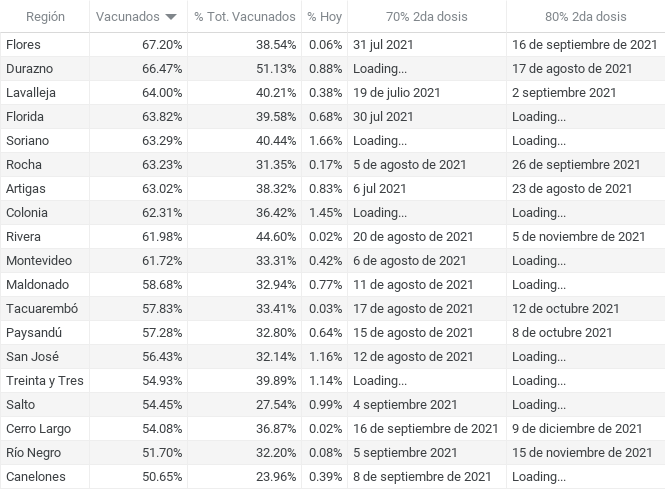 Región Vacunados % Tot. Vacunados % Hoy 70% 2da dosis 80% 2da dosis
Flores 67.20% 38.54% 0.06% 31 jul 2021 16 de septiembre de 2021
Durazno 66.47% 51.13% 0.88% Loading... 17 de agosto de 2021
Lavalleja 64.00% 40.21% 0.38% 19 de julio 2021 2 septiembre 2021
Florida 63.82% 39.58% 0.68% 30 jul 2021 Loading...
Soriano 63.29% 40.44% 1.66% Loading... Loading...
Rocha 63.23% 31.35% 0.17% 5 de agosto de 2021 26 de septiembre 2021
Artigas 63.02% 38.32% 0.83% 6 jul 2021 23 de agosto de 2021
Colonia 62.31% 36.42% 1.45% Loading... Loading...
Rivera 61.98% 44.60% 0.02% 20 de agosto de 2021 5 de noviembre de 2021
Montevideo 61.72% 33.31% 0.42% 6 de agosto de 2021 Loading...
Maldonado 58.68% 32.94% 0.77% 11 de agosto de 2021 Loading...
Tacuarembó 57.83% 33.41% 0.03% 17 de agosto de 2021 12 de octubre 2021
Paysandú 57.28% 32.80% 0.64% 15 de agosto de 2021 8 de octubre 2021
San José 56.43% 32.14% 1.16% 12 de agosto de 2021 Loading...
Treinta y Tres 54.93% 39.89% 1.14% Loading... Loading...
Salto 54.45% 27.54% 0.99% 4 septiembre 2021 Loading...
Cerro Largo 54.08% 36.87% 0.02% 16 de septiembre de 2021 9 de diciembre de 2021
Río Negro 51.70% 32.20% 0.08% 5 septiembre 2021 15 de noviembre de 2021
Canelones 50.65% 23.96% 0.39% 8 de septiembre de 2021 Loading...